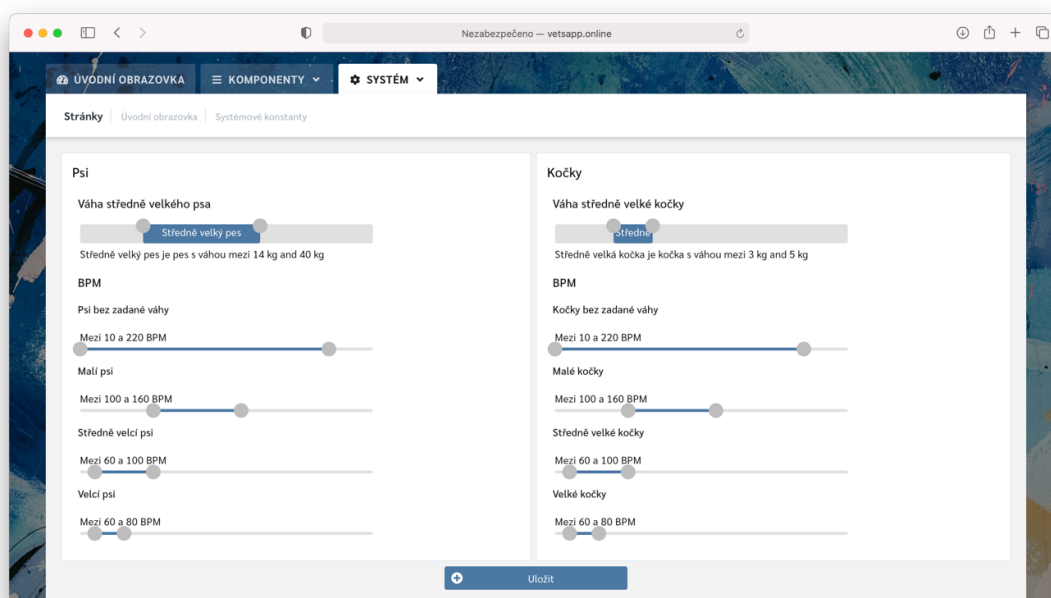 Nezabezpečeno — vetsapp.online
ÚVODNÍ OBRAZOVKA
KOMPONENTY
SYSTÉM
Stránky
Úvodní obrazovka
Systémové konstanty
Psi
Váha středně velkého psa
Středně velký pes
Středně velký pes je pes s váhou mezi 14 kg and 40 kg
BPM
Psi bez zadané váhy
Mezi 10 a 220 BPM
Malí psi
Mezi 100 a 160 BPM
Středně velcí psi
Mezi 60 a 100 BPM
Velcí psi
Mezi 60 a 80 BPM
Kočky
Váha středně velké kočky
Středně
Středně velká kočka je kočka s váhou mezi 3 kg and 5 kg
BPM
Kočky bez zadané váhy
Mezi 10 a 220 BPM
Malé kočky
Mezi 100 a 160 BPM
Středně velké kočky
Mezi 60 a 100 BPM
Velké kočky
Mezi 60 a 80 BPM
Uložit